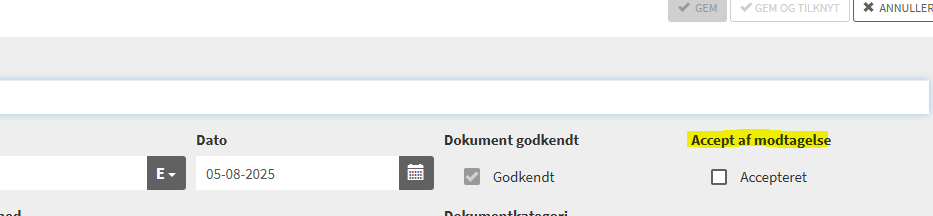 GEM GEM OG TILKNYT ANNULLER
Dato Dokument godkendt Accept af modtagelse
E 05-08-2025 Godkendt Accepteret
Dokumentkategori